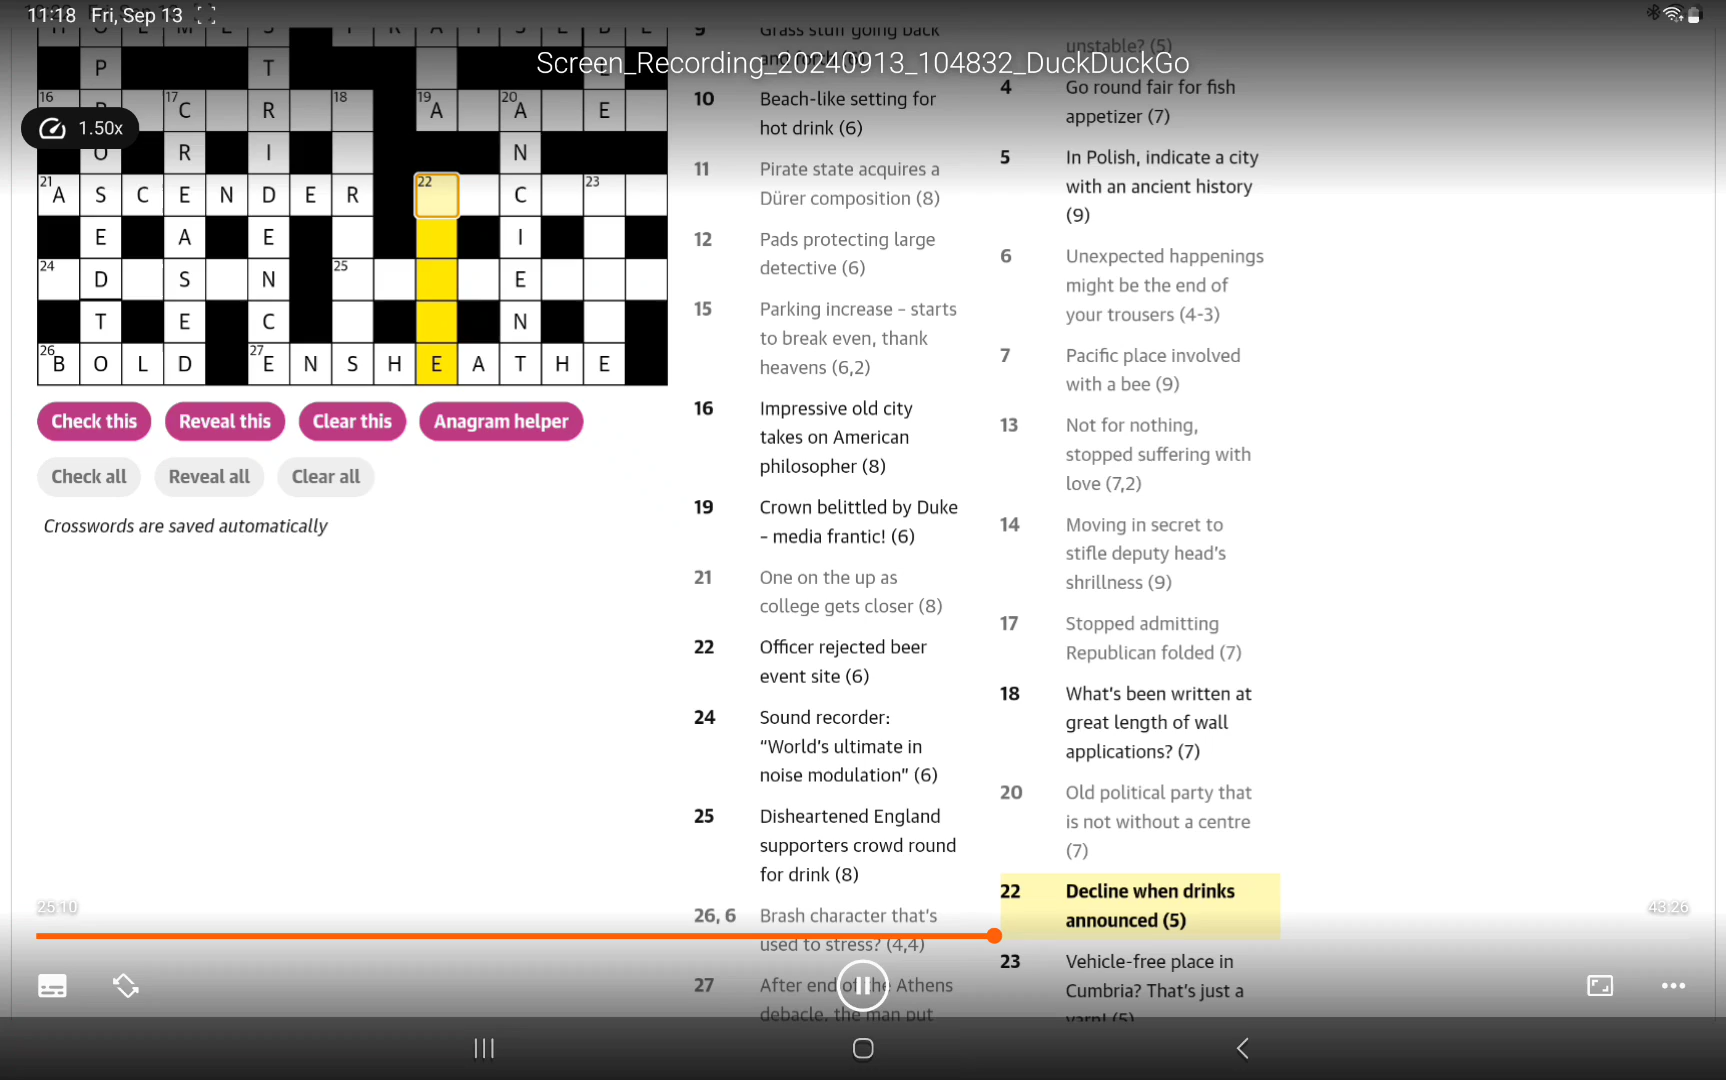 11:18 Fri, Sep 13
Screen_Recording_20240913_104832_DuckDuckGo
P T
16 17 C R 18 19 A 20 A E
1.50x
O R I N
21 A S C E N D E R 22 C 23
E A E I
24 D S N 25 E
T E C N
26 B O L D 27 E N S H E A T H E
Check this Reveal this Clear this Anagram helper
Check all Reveal all Clear all
Crosswords are saved automatically
9 Grass stuff going back
10 Beach-like setting for
hot drink (6)
11 Pirate state acquires a
Dürer composition (8)
12 Pads protecting large
detective (6)
15 Parking increase – starts
to break even, thank
heavens (6,2)
16 Impressive old city
takes on American
philosopher (8)
19 Crown belittled by Duke
– media frantic! (6)
21 One on the up as
college gets closer (8)
22 Officer rejected beer
event site (6)
24 Sound recorder:
“World’s ultimate in
noise modulation” (6)
25 Disheartened England
supporters crowd round
for drink (8)
26, 6 Brash character that’s
used to stress? (4,4)
27 After end of the Athens
debacle, the man put
unstable? (5)
4 Go round fair for fish
appetizer (7)
5 In Polish, indicate a city
with an ancient history
(9)
6 Unexpected happenings
might be the end of
your trousers (4-3)
7 Pacific place involved
with a bee (9)
13 Not for nothing,
stopped suffering with
love (7,2)
14 Moving in secret to
stifle deputy head’s
shrillness (9)
17 Stopped admitting
Republican folded (7)
18 What’s been written at
great length of wall
applications? (7)
20 Old political party that
is not without a centre
(7)
22 Decline when drinks
announced (5)
23 Vehicle-free place in
Cumbria? That’s just a
yarn! (5)
25:10
43:26